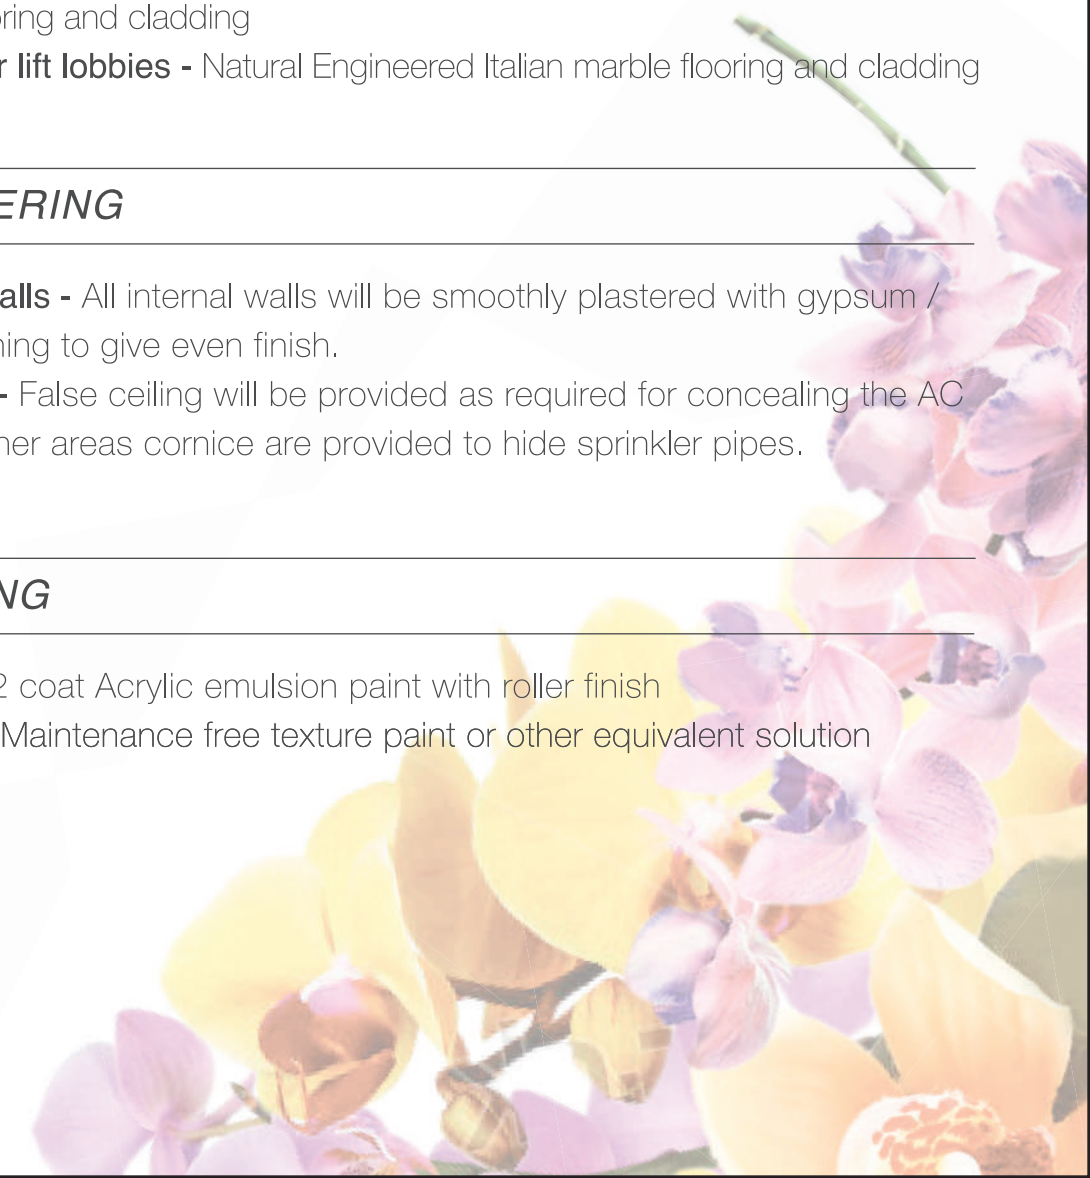 oring and cladding
r lift lobbies - Natural Engineered Italian marble flooring and cladding
ERING
alls - All internal walls will be smoothly plastered with gypsum /
ning to give even finish.
- False ceiling will be provided as required for concealing the AC
her areas cornice are provided to hide sprinkler pipes.
NG
2 coat Acrylic emulsion paint with roller finish
Maintenance free texture paint or other equivalent solution